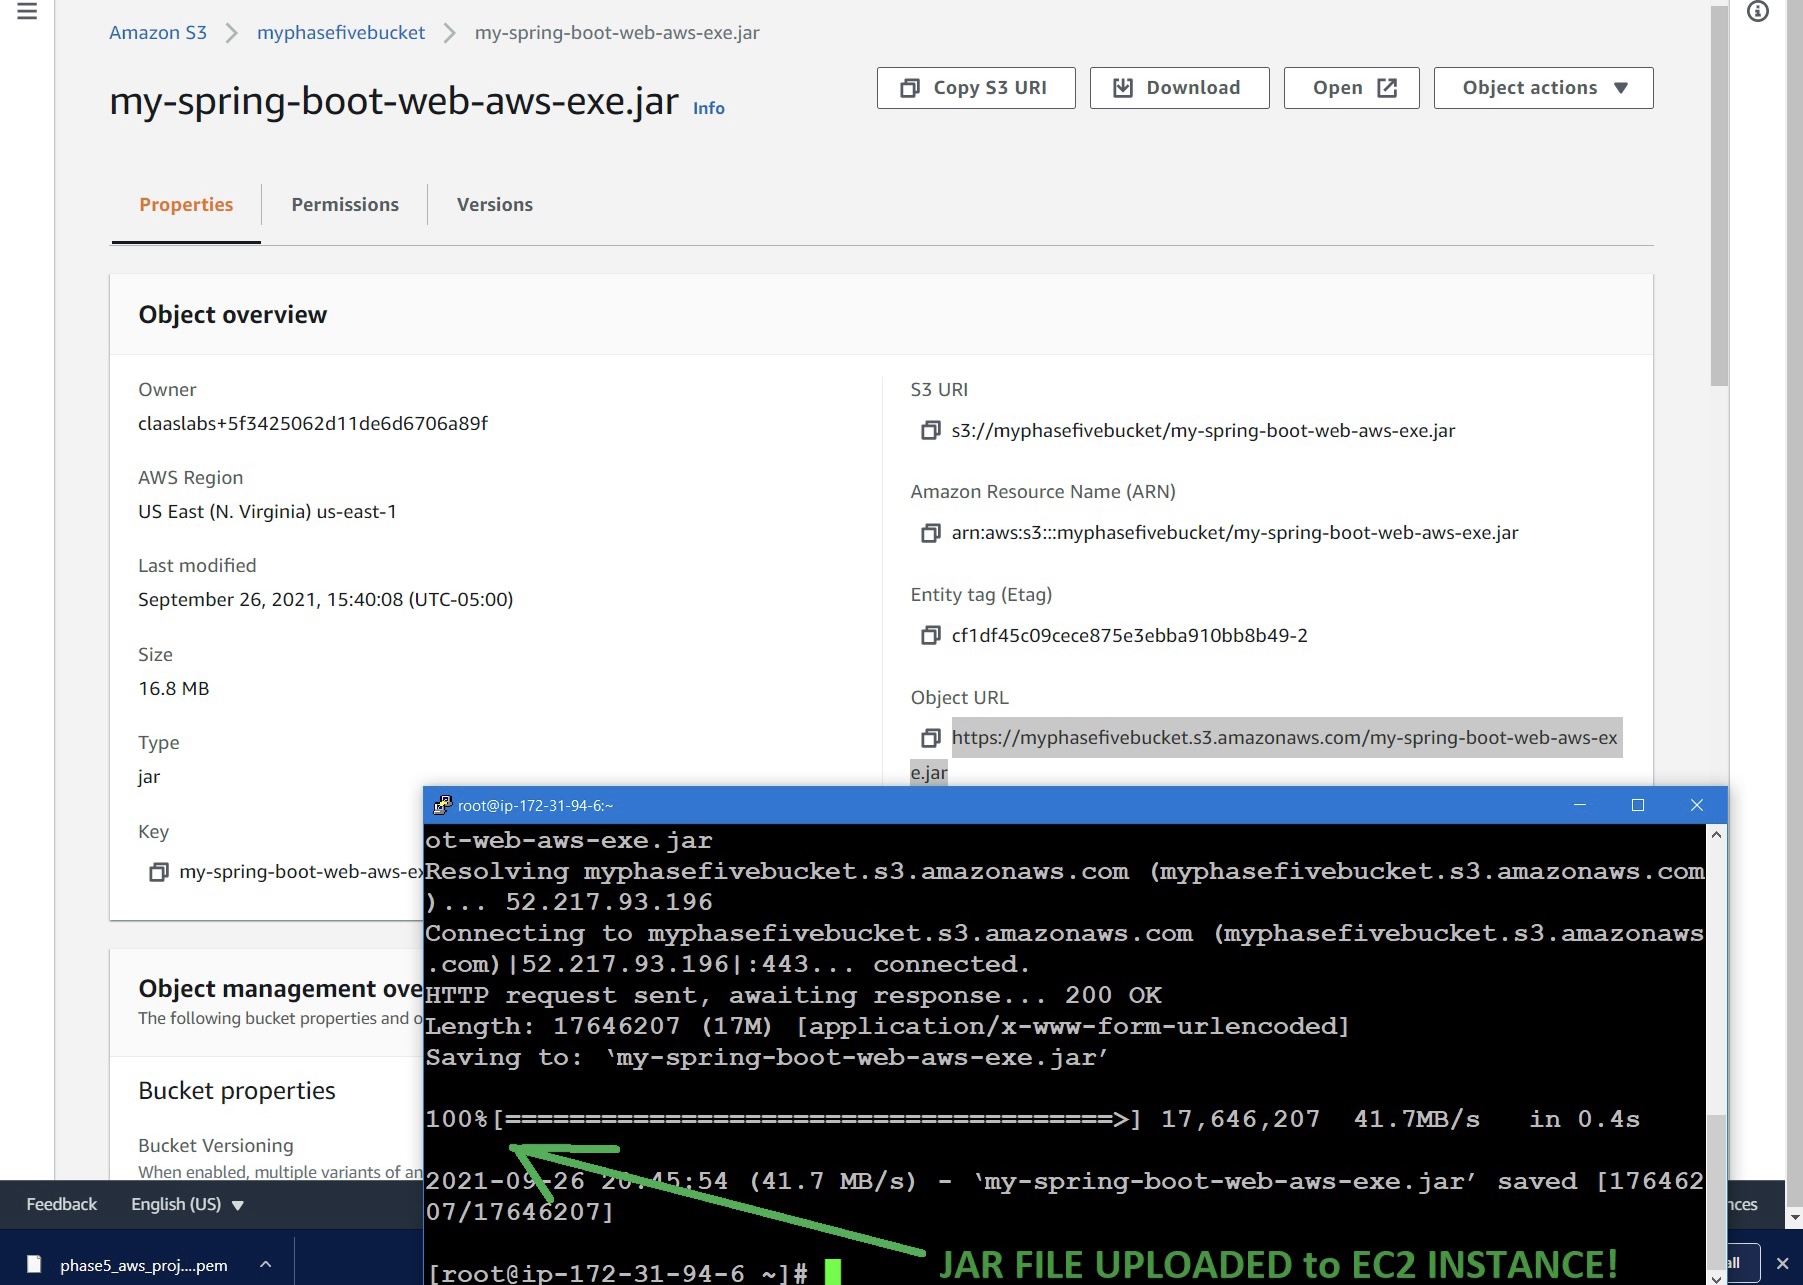 Amazon S3 > myphasefivebucket > my-spring-boot-web-aws-exe.jar
my-spring-boot-web-aws-exe.jar Info
Copy S3 URI
Download
Open
Object actions
Properties
Permissions
Versions
Object overview
Owner
claaslabs+5f3425062d11de6d6706a89f
AWS Region
US East (N. Virginia) us-east-1
Last modified
September 26, 2021, 15:40:08 (UTC-05:00)
Size
16.8 MB
Type
jar
Key
my-spring-boot-web-aws-ex
S3 URI
s3://myphasefivebucket/my-spring-boot-web-aws-exe.jar
Amazon Resource Name (ARN)
arn:aws:s3:::myphasefivebucket/my-spring-boot-web-aws-exe.jar
Entity tag (Etag)
cf1df45c09cece875e3ebba910bb8b49-2
Object URL
https://myphasefivebucket.s3.amazonaws.com/my-spring-boot-web-aws-ex
e.jar
Object management ove
The following bucket properties and o
Bucket properties
Bucket Versioning
When enabled, multiple variants of an
root@ip-172-31-94-6:~
ot-web-aws-exe.jar
Resolving myphasefivebucket.s3.amazonaws.com (myphasefivebucket.s3.amazonaws.com
)... 52.217.93.196
Connecting to myphasefivebucket.s3.amazonaws.com (myphasefivebucket.s3.amazonaws
.com)|52.217.93.196|:443... connected.
HTTP request sent, awaiting response... 200 OK
Length: 17646207 (17M) [application/x-www-form-urlencoded]
Saving to: ‘my-spring-boot-web-aws-exe.jar’
100%[======================================>] 17,646,207 41.7MB/s in 0.4s
2021-09-26 20:45:54 (41.7 MB/s) - ‘my-spring-boot-web-aws-exe.jar’ saved [176462
07/17646207]
[root@ip-172-31-94-6 ~]#
JAR FILE UPLOADED to EC2 INSTANCE!
Feedback
English (US)
nces
phase5_aws_proj....pem
all